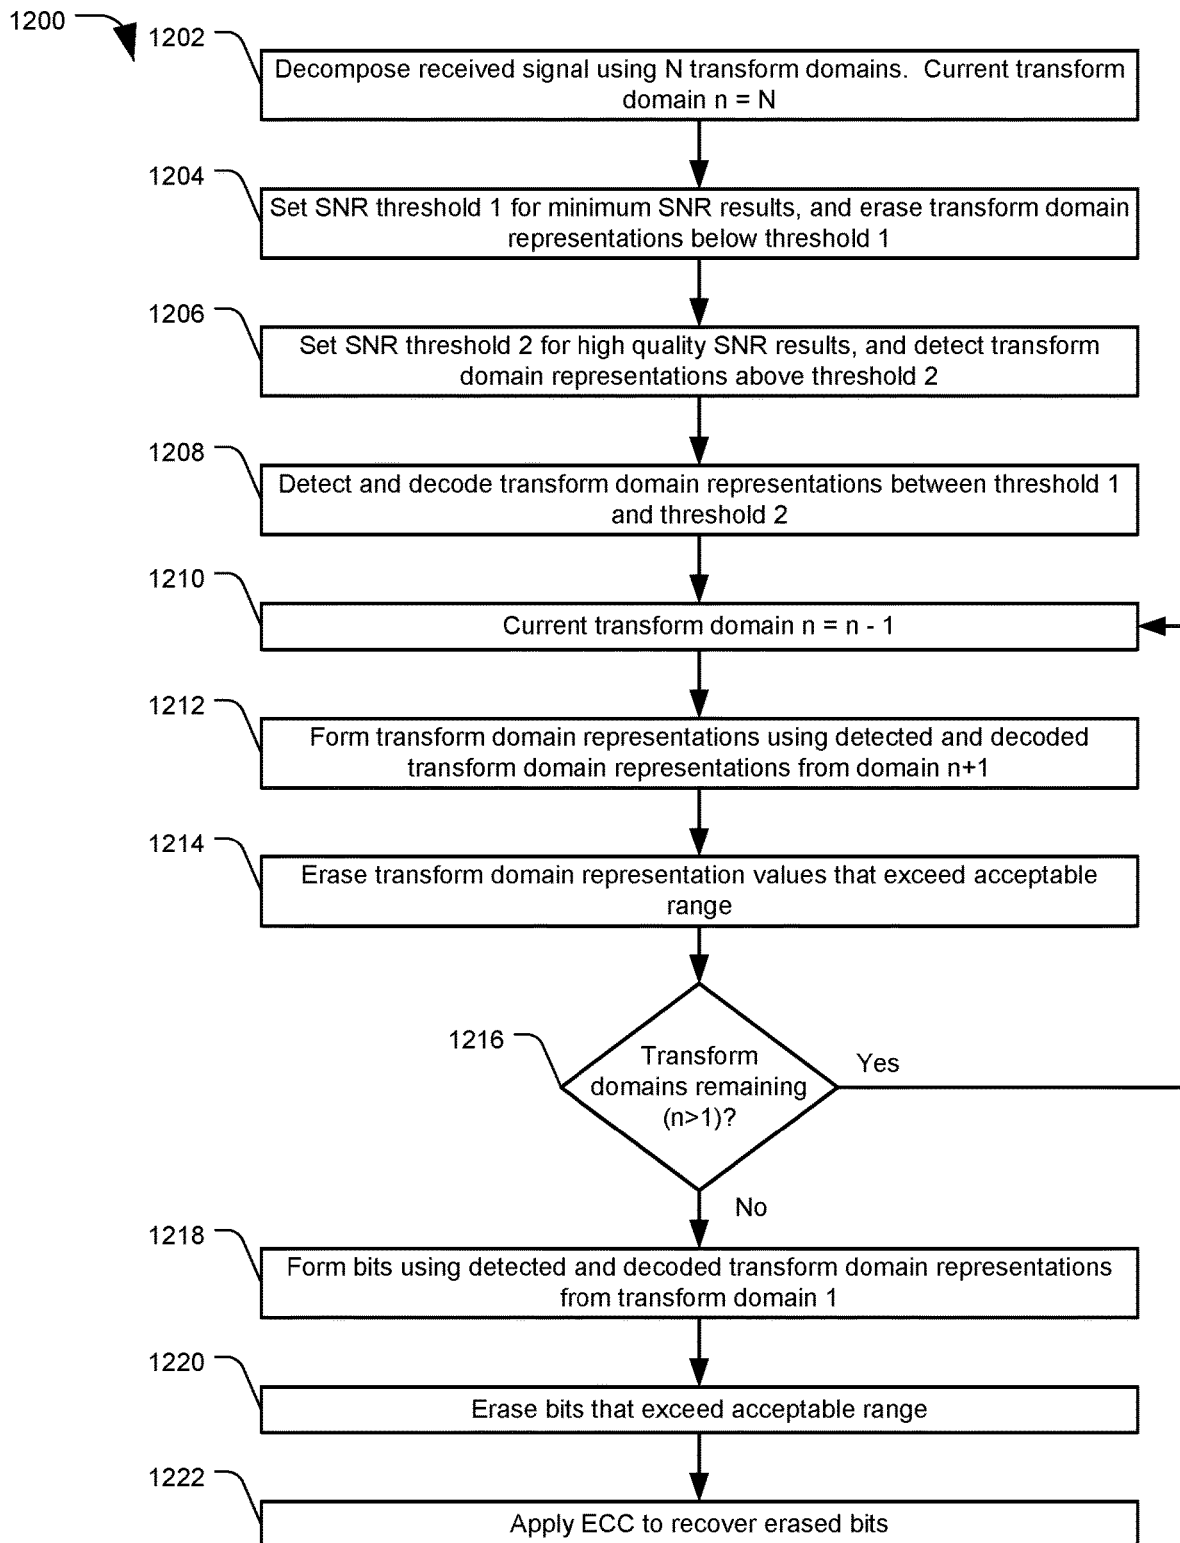 1200
1202
Decompose received signal using N transform domains. Current transform
domain n = N
1204
Set SNR threshold 1 for minimum SNR results, and erase transform domain
representations below threshold 1
1206
Set SNR threshold 2 for high quality SNR results, and detect transform
domain representations above threshold 2
1208
Detect and decode transform domain representations between threshold 1
and threshold 2
1210
Current transform domain n = n - 1
1212
Form transform domain representations using detected and decoded
transform domain representations from domain n+1
1214
Erase transform domain representation values that exceed acceptable
range
1216
Transform
domains remaining
(n>1)?
Yes
No
1218
Form bits using detected and decoded transform domain representations
from transform domain 1
1220
Erase bits that exceed acceptable range
1222
Apply ECC to recover erased bits